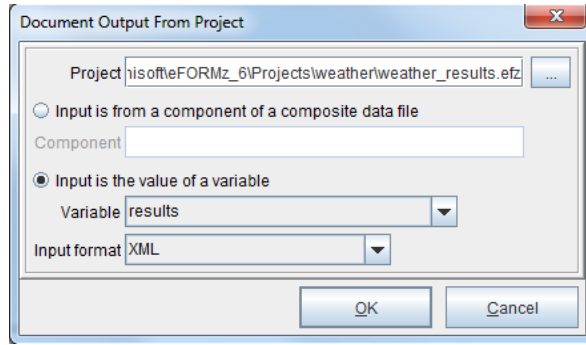 Document Output From Project
Project nisoft\eFORMz_6\Projects\weather\weather_results.efz ...
Input is from a component of a composite data file
Component
Input is the value of a variable
Variable results
Input format XML
OK Cancel